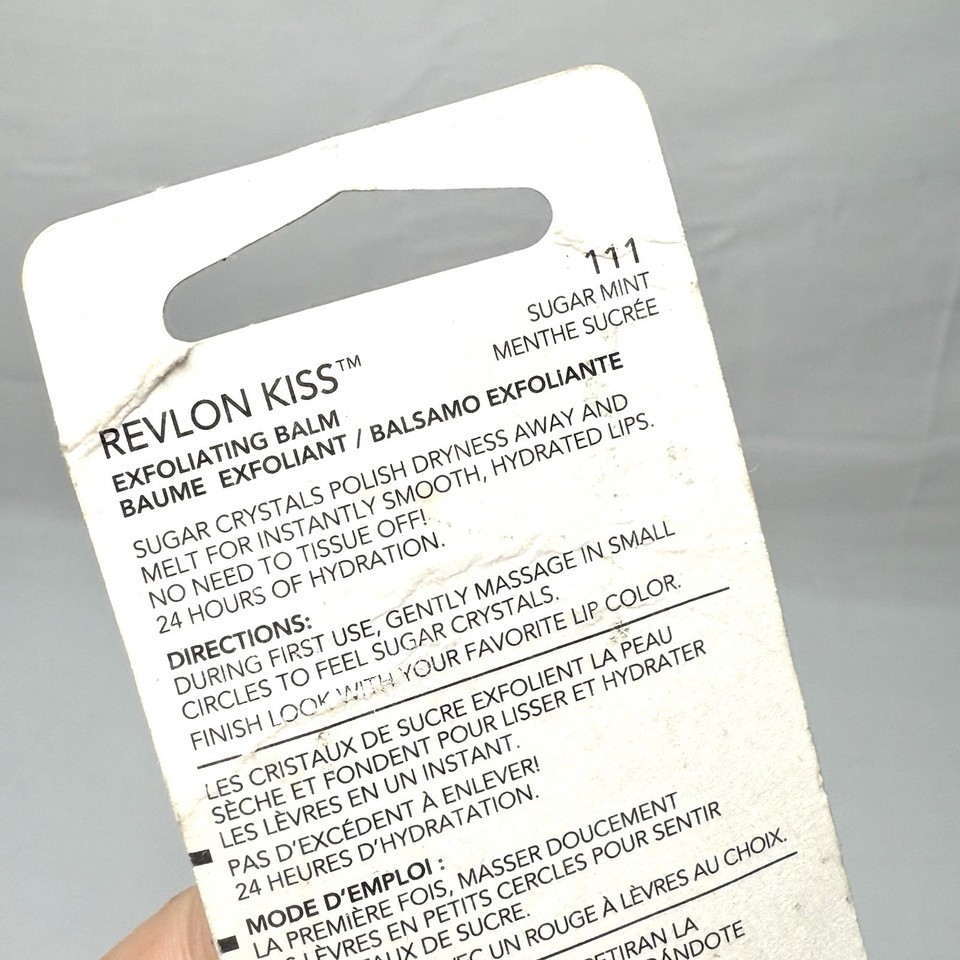 111
SUGAR MINT
MENTHE SUCRÉE
REVLON KISS™
EXFOLIATING BALM
BAUME EXFOLIANT / BALSAMO EXFOLIANTE
SUGAR CRYSTALS POLISH DRYNESS AWAY AND
MELT FOR INSTANTLY SMOOTH, HYDRATED LIPS.
NO NEED TO TISSUE OFF!
24 HOURS OF HYDRATION.
DIRECTIONS:
DURING FIRST USE, GENTLY MASSAGE IN SMALL
CIRCLES TO FEEL SUGAR CRYSTALS.
FINISH LOOK WITH YOUR FAVORITE LIP COLOR.
LES CRISTAUX DE SUCRE EXFOLIENT LA PEAU
SÈCHE ET FONDENT POUR LISSER ET HYDRATER
LES LÈVRES EN UN INSTANT.
PAS D'EXCÉDENT À ENLEVER!
24 HEURES D'HYDRATATION.
MODE D'EMPLOI :
LA PREMIÈRE FOIS, MASSER DOUCEMENT
LÈVRES EN PETITS CERCLES POUR SENTIR
DE SUCRE.
UN ROUGE À LÈVRES AU CHOIX.
LA